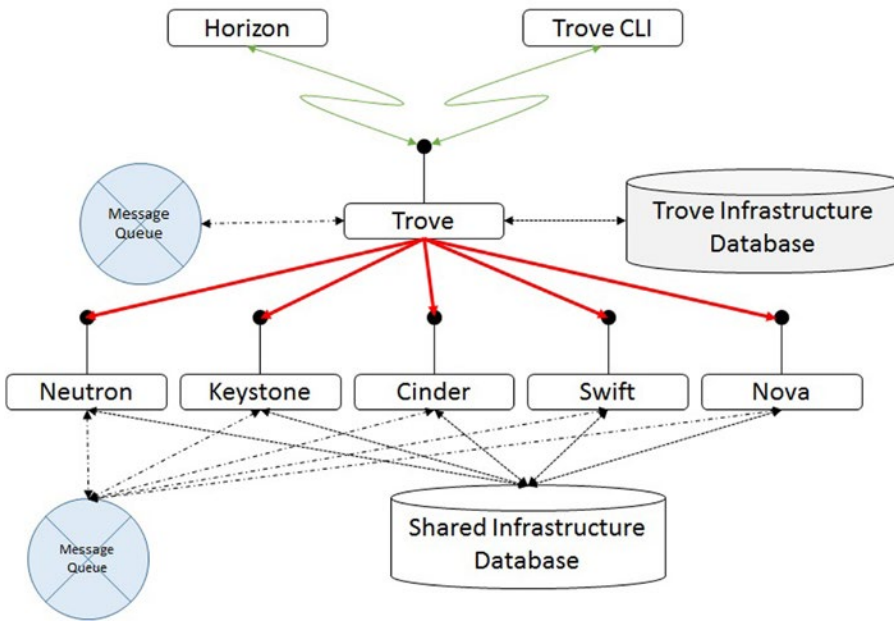 Horizon
Trove CLI
Message
Queue
Trove
Trove Infrastructure
Database
Neutron
Keystone
Cinder
Swift
Nova
Message
Queue
Shared Infrastructure
Database